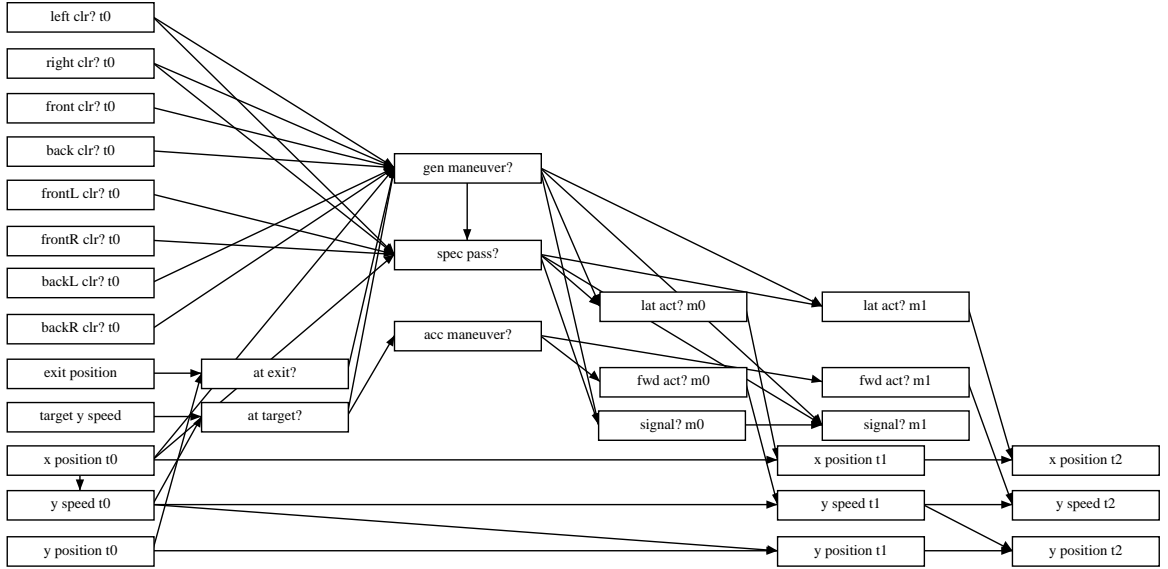 left clr? t0
right clr? t0
front clr? t0
back clr? t0
gen maneuver?
frontL clr? t0
frontR clr? t0
spec pass?
backL clr? t0
lat act? m0
lat act? m1
backR clr? t0
acc maneuver?
exit position
at exit?
fwd act? m0
fwd act? m1
target y speed
at target?
signal? m0
signal? m1
x position t0
x position t1
x position t2
y speed t0
y speed t1
y speed t2
y position t0
y position t1
y position t2